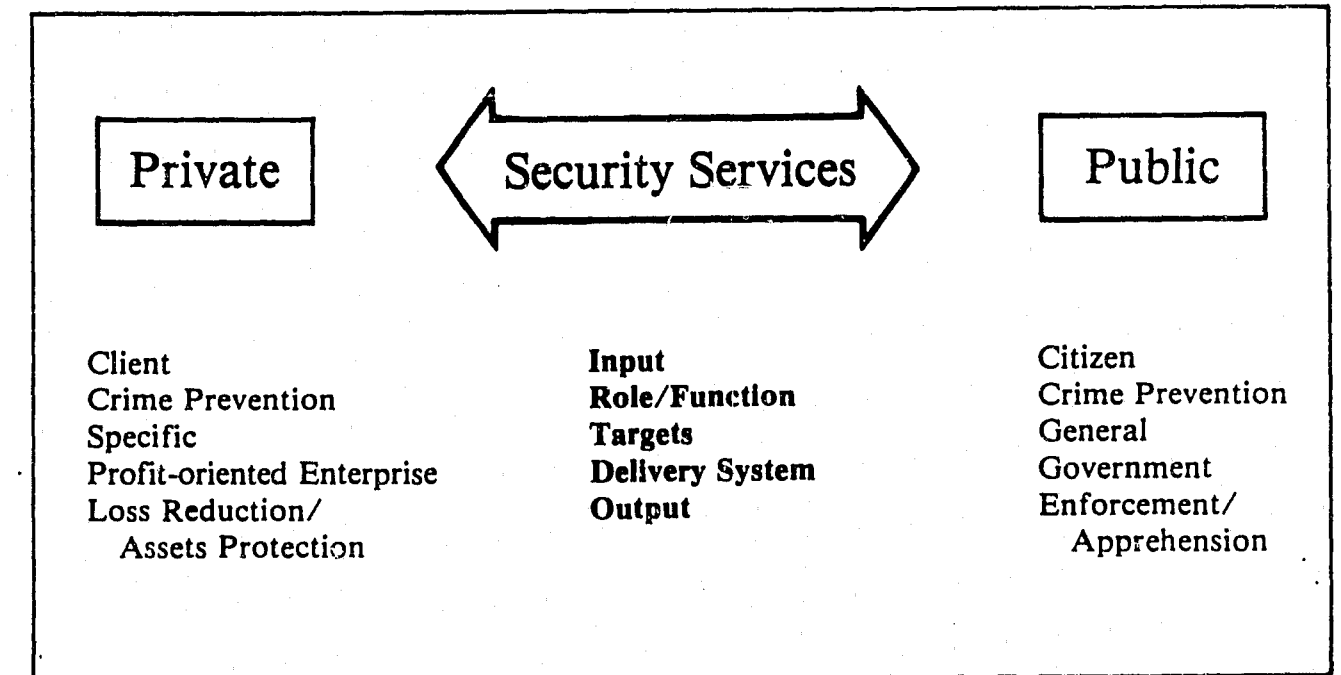 Private
Security Services
Public
Client
Crime Prevention
Specific
Profit-oriented Enterprise
Loss Reduction/
Assets Protection
Input
Role/Function
Targets
Delivery System
Output
Citizen
Crime Prevention
General
Government
Enforcement/
Apprehension